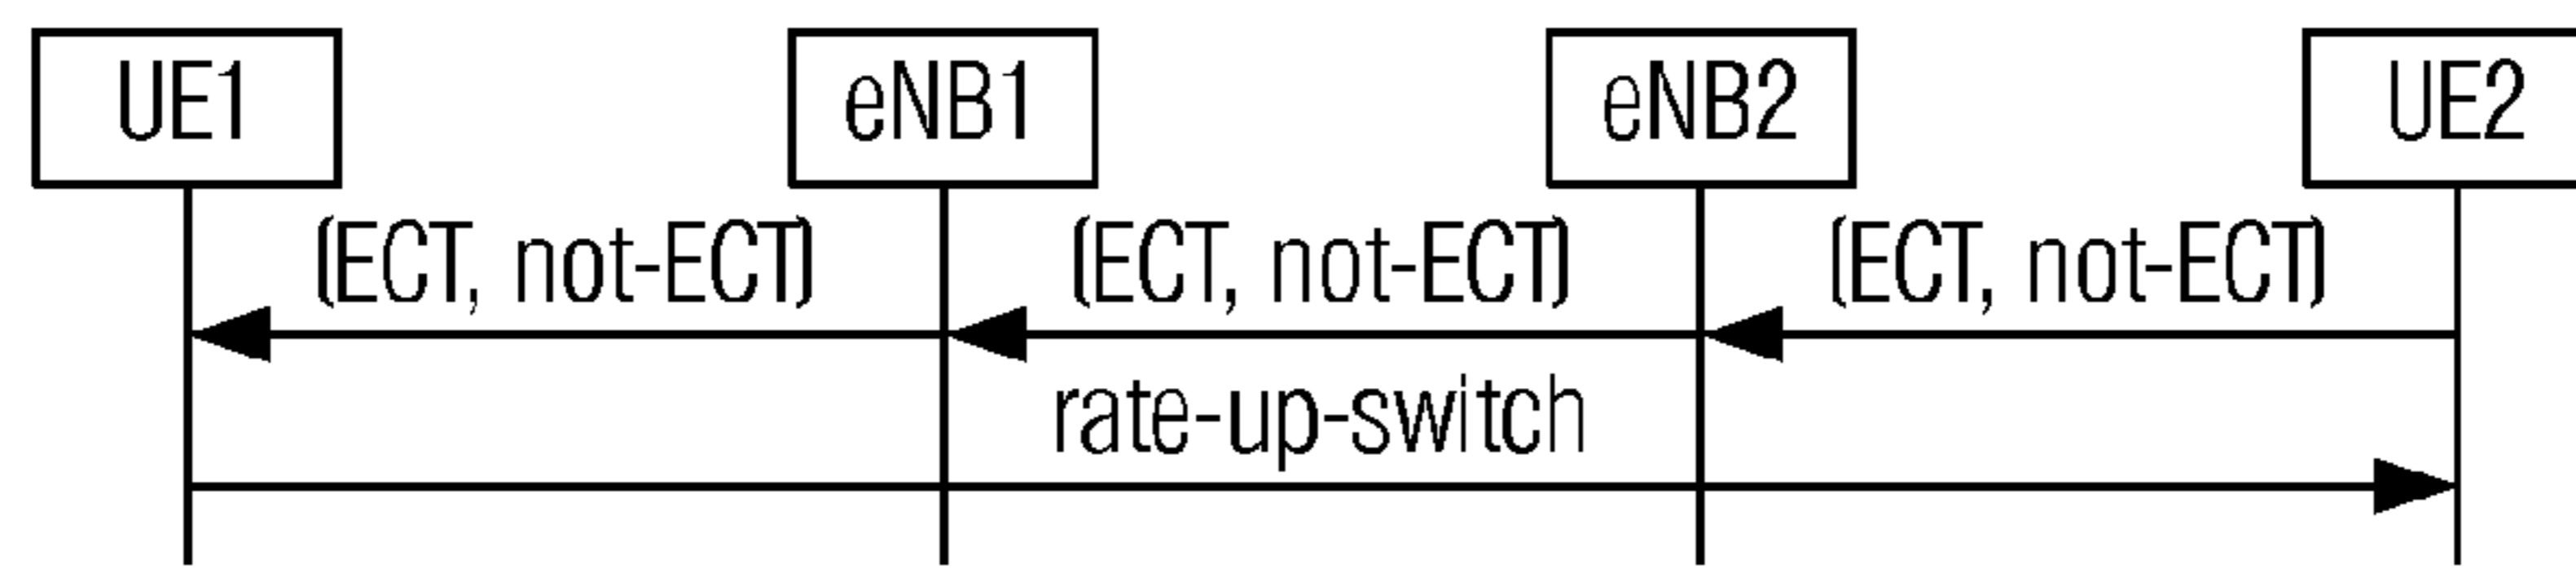 UE1 eNB1 eNB2 UE2
(ECT, not-ECT) (ECT, not-ECT) (ECT, not-ECT)
rate-up-switch